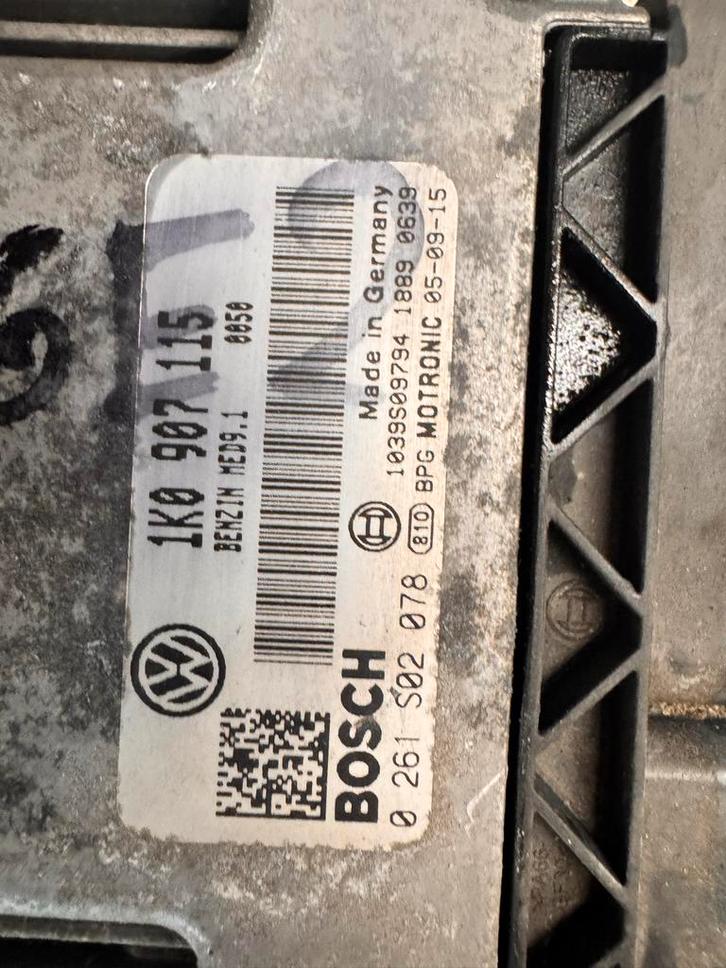 1K0 907 115
BENZIN MED9.1 0050
Made in Germany
1039S09794 1889 0639
810 BPG MOTRONIC 05-09-15
BOSCH
0 261 S02 078